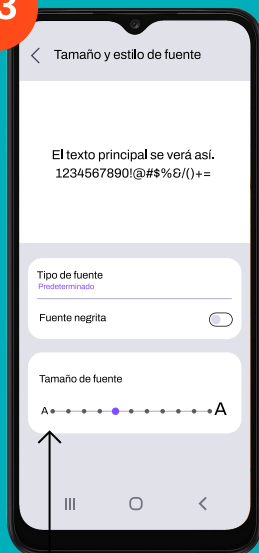 3
Tamaño y estilo de fuente
El texto principal se verá así.
1234567890!@#$%&/()+=
Tipo de fuente
Predeterminado
Fuente negrita
Tamaño de fuente
A A